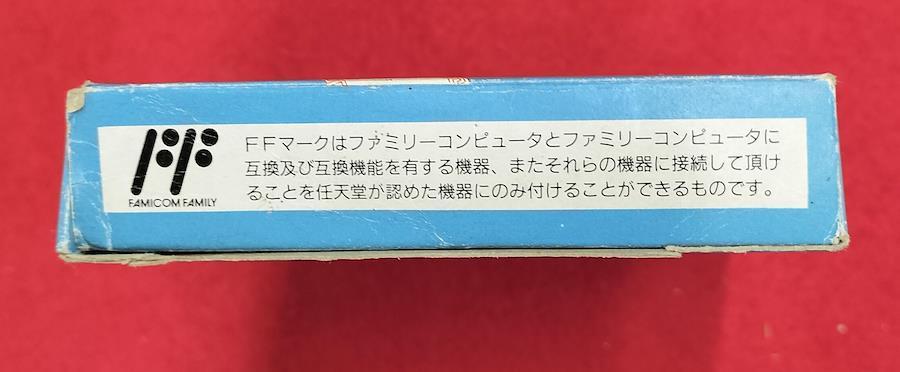 FF
FAMICOM FAMILY
FFマークはファミリーコンピュータとファミリーコンピュータに
互換及び互換機能を有する機器、またそれらの機器に接続して頂け
ることを任天堂が認めた機器にのみ付けることができるものです。